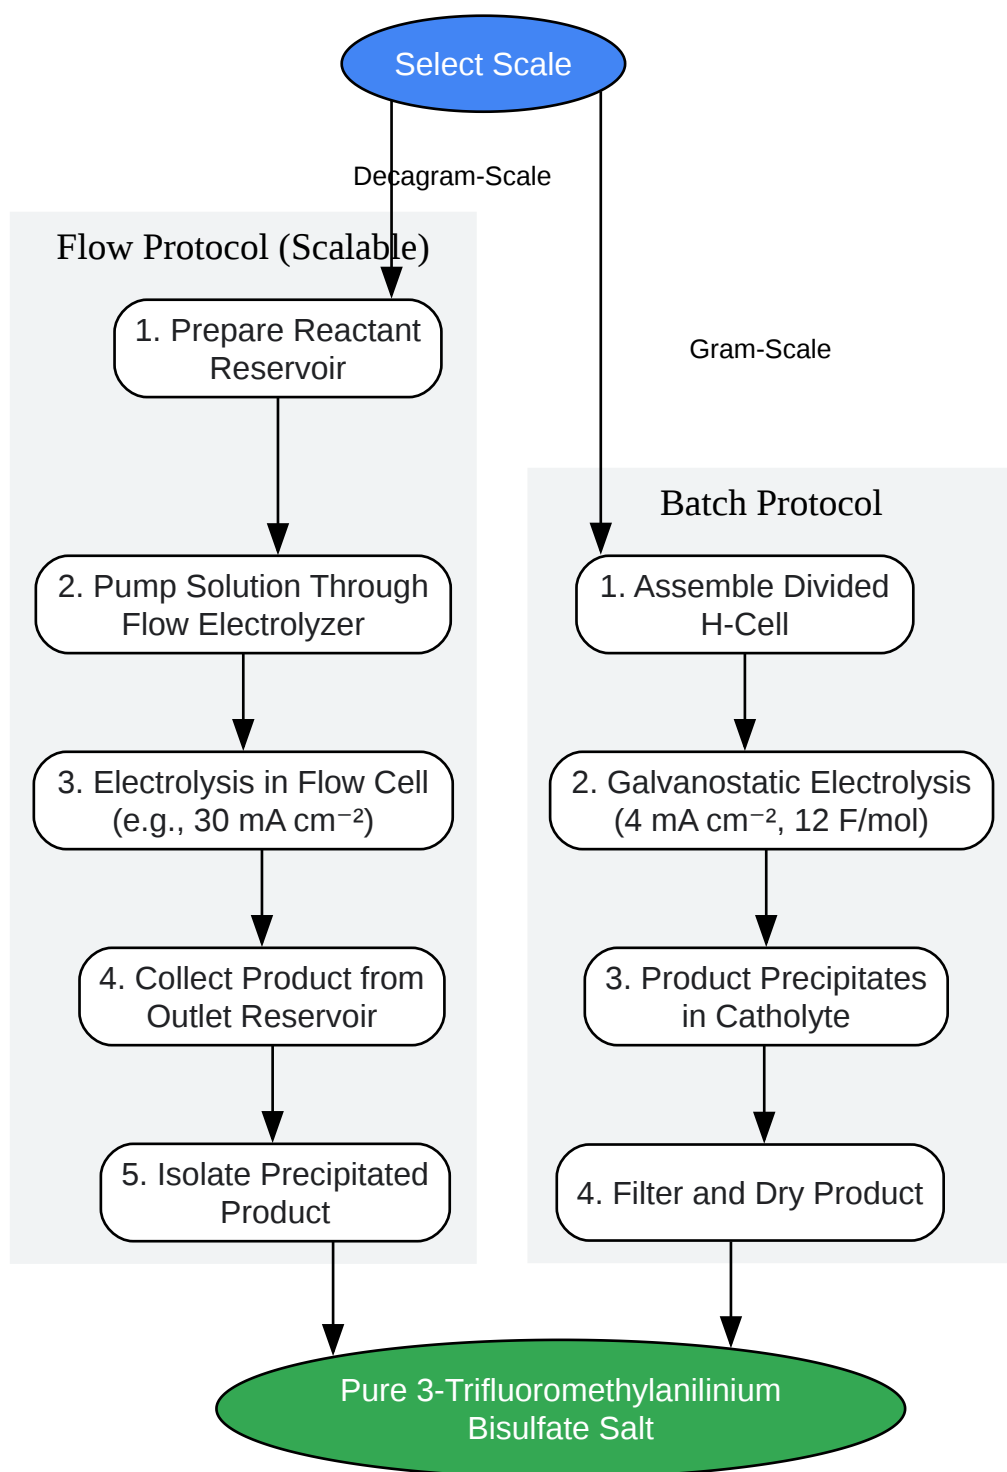 Select Scale
Decagram-Scale
Flow Protocol (Scalable)
1. Prepare Reactant
Reservoir
2. Pump Solution Through
Flow Electrolyzer
3. Electrolysis in Flow Cell
(e.g., 30 mA cm⁻²)
4. Collect Product from
Outlet Reservoir
5. Isolate Precipitated
Product
Gram-Scale
Batch Protocol
1. Assemble Divided
H-Cell
2. Galvanostatic Electrolysis
(4 mA cm⁻², 12 F/mol)
3. Product Precipitates
in Catholyte
4. Filter and Dry Product
Pure 3-Trifluoromethylanilinium
Bisulfate Salt